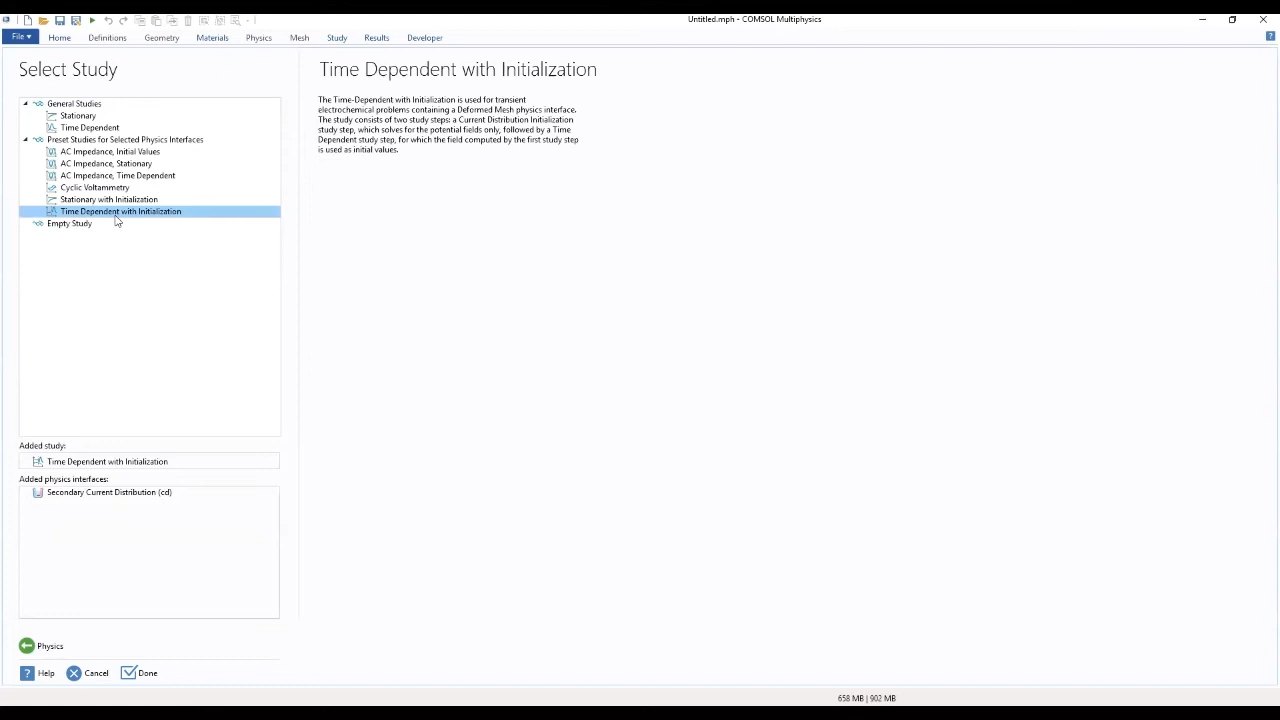 Untitled.mph - COMSOL Multiphysics
File
Home
Definitions
Geometry
Materials
Physics
Mesh
Study
Results
Developer
?
Select Study
General Studies
Stationary
Time Dependent
Preset Studies for Selected Physics Interfaces
AC Impedance, Initial Values
AC Impedance, Stationary
AC Impedance, Time Dependent
Cyclic Voltammetry
Stationary with Initialization
Time Dependent with Initialization
Empty Study
Added study:
Time Dependent with Initialization
Added physics interfaces:
Secondary Current Distribution (cd)
Physics
? Help
Cancel
Done
Time Dependent with Initialization
The Time-Dependent with Initialization is used for transient
electrochemical problems containing a Deformed Mesh physics interface.
The study consists of two study steps: a Current Distribution Initialization
study step, which solves for the potential fields only, followed by a Time
Dependent study step, for which the field computed by the first study step
is used as initial values.
658 MB | 902 MB